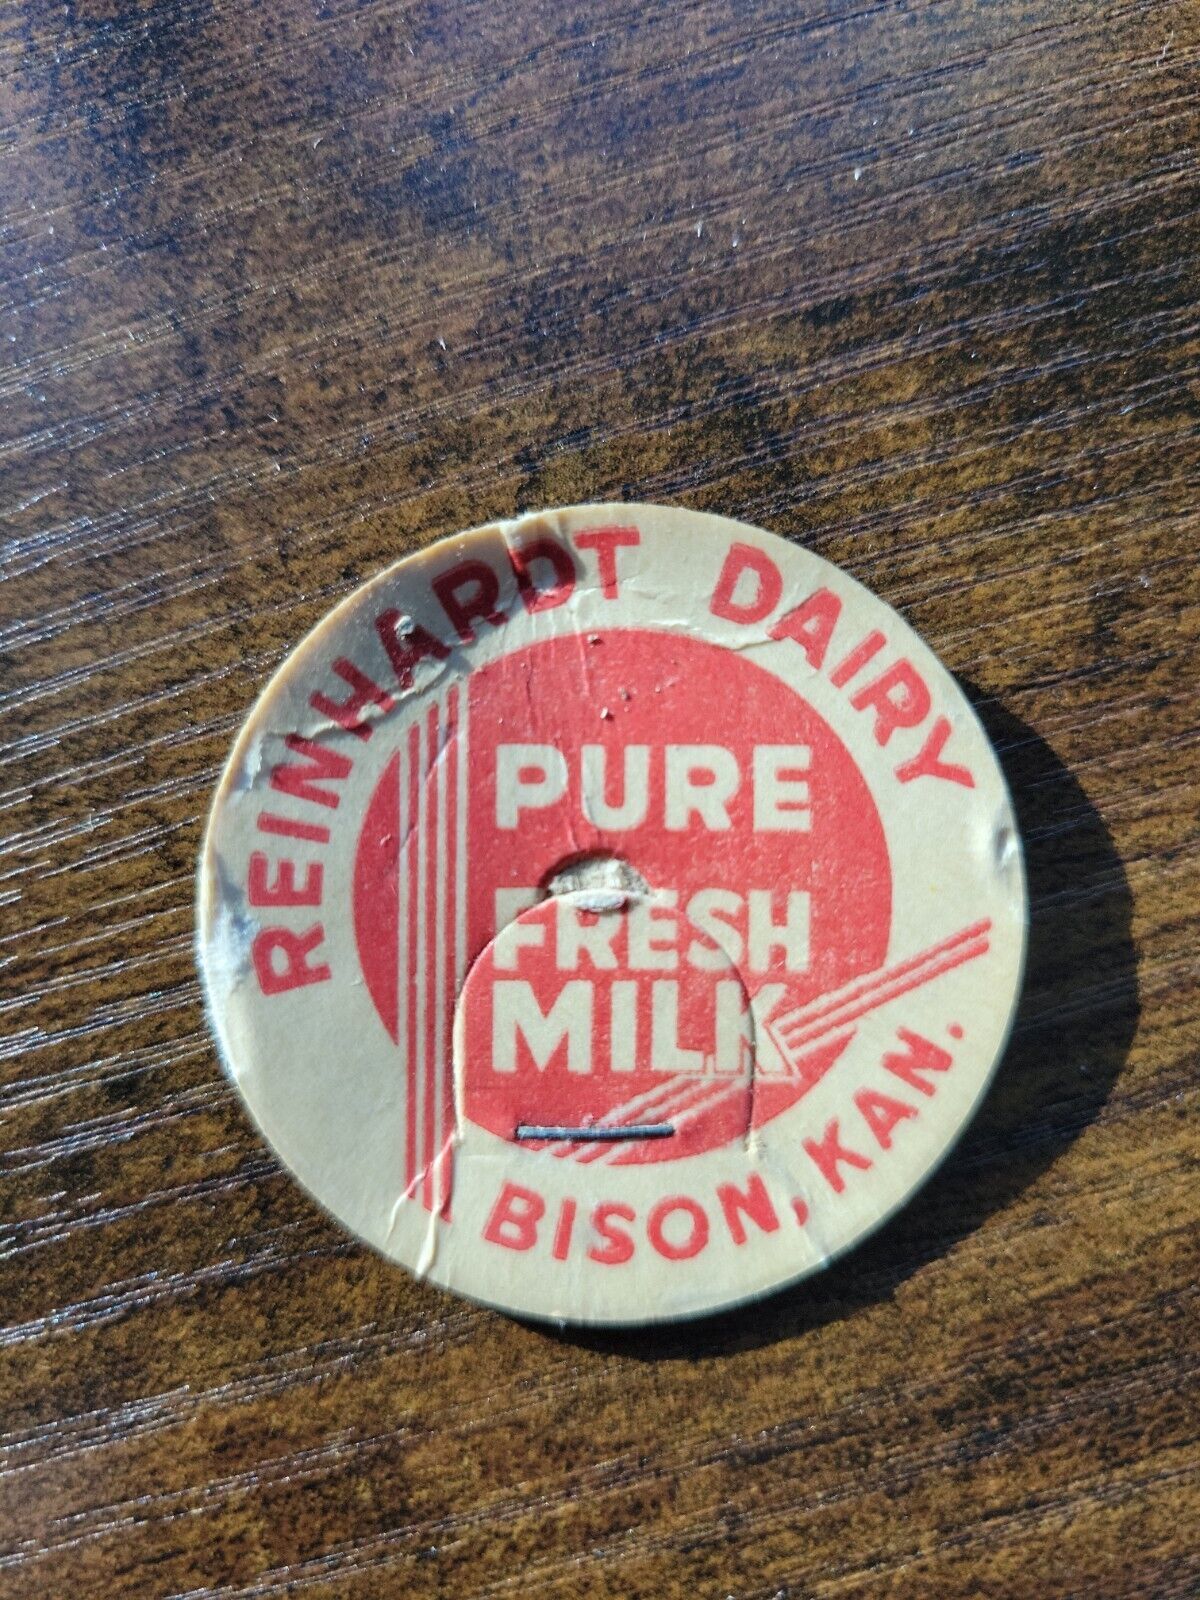 REINHARDT DAIRY
PURE
FRESH
MILK
BISON, KAN.